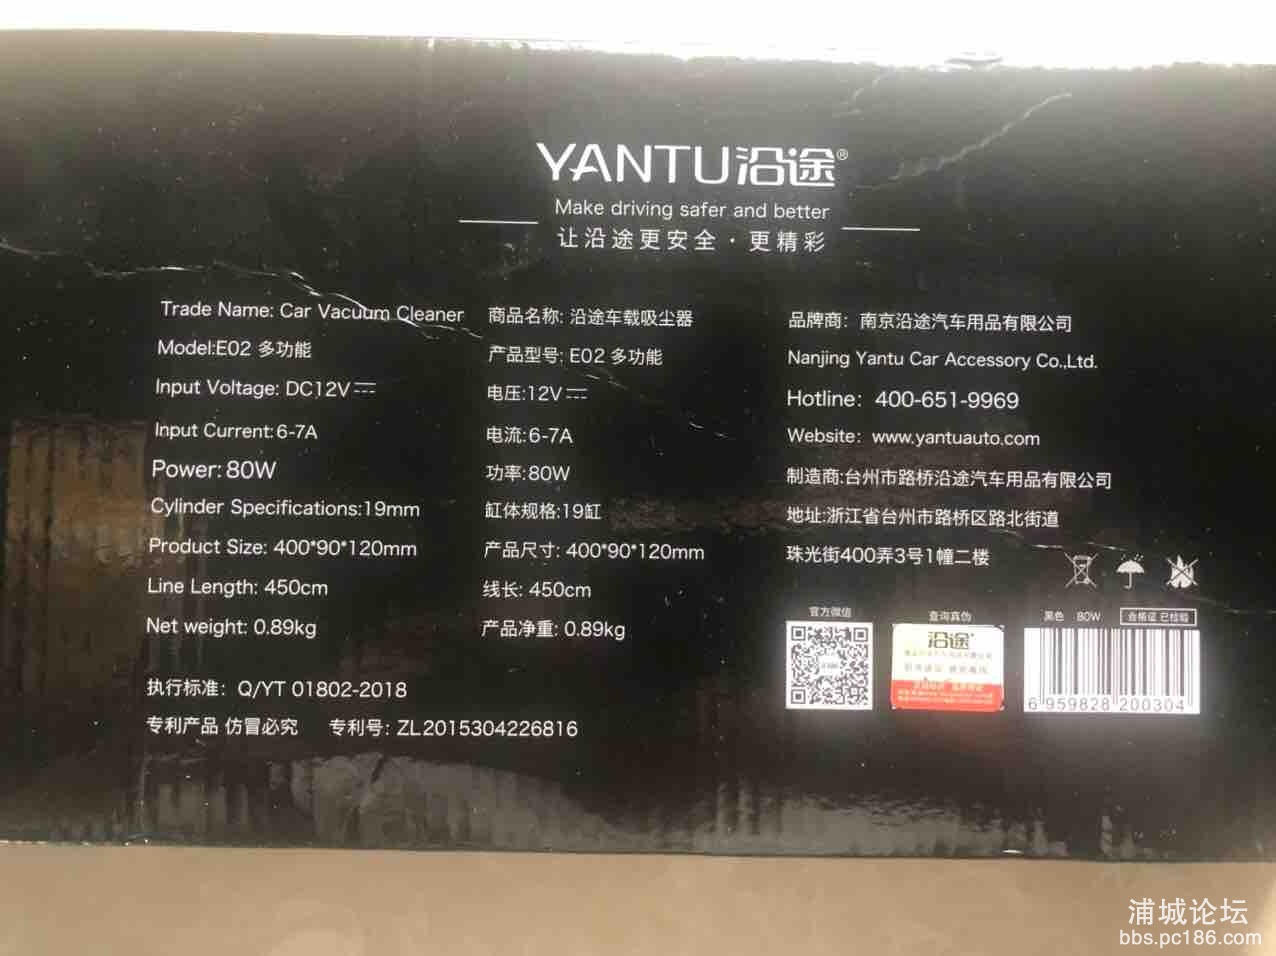 YANTU沿途®
Make driving safer and better
让沿途更安全·更精彩
Trade Name: Car Vacuum Cleaner
Model:E02 多功能
Input Voltage: DC12V⎓
Input Current:6-7A
Power:80W
Cylinder Specifications:19mm
Product Size: 400*90*120mm
Line Length: 450cm
Net weight: 0.89kg
商品名称: 沿途车载吸尘器
产品型号: E02 多功能
电压:12V⎓
电流:6-7A
功率:80W
缸体规格:19缸
产品尺寸: 400*90*120mm
线长: 450cm
产品净重: 0.89kg
执行标准: Q/YT 01802-2018
专利产品 仿冒必究 专利号: ZL2015304226816
品牌商: 南京沿途汽车用品有限公司
Nanjing Yantu Car Accessory Co.,Ltd.
Hotline: 400-651-9969
Website: www.yantuauto.com
制造商:台州市路桥沿途汽车用品有限公司
地址:浙江省台州市路桥区路北街道
珠光街400弄3号1幢二楼
官方微信
查询真伪
沿途
黑色 80W 合格证 已检验
6 959828 200304
浦城论坛
bbs.pc186.com